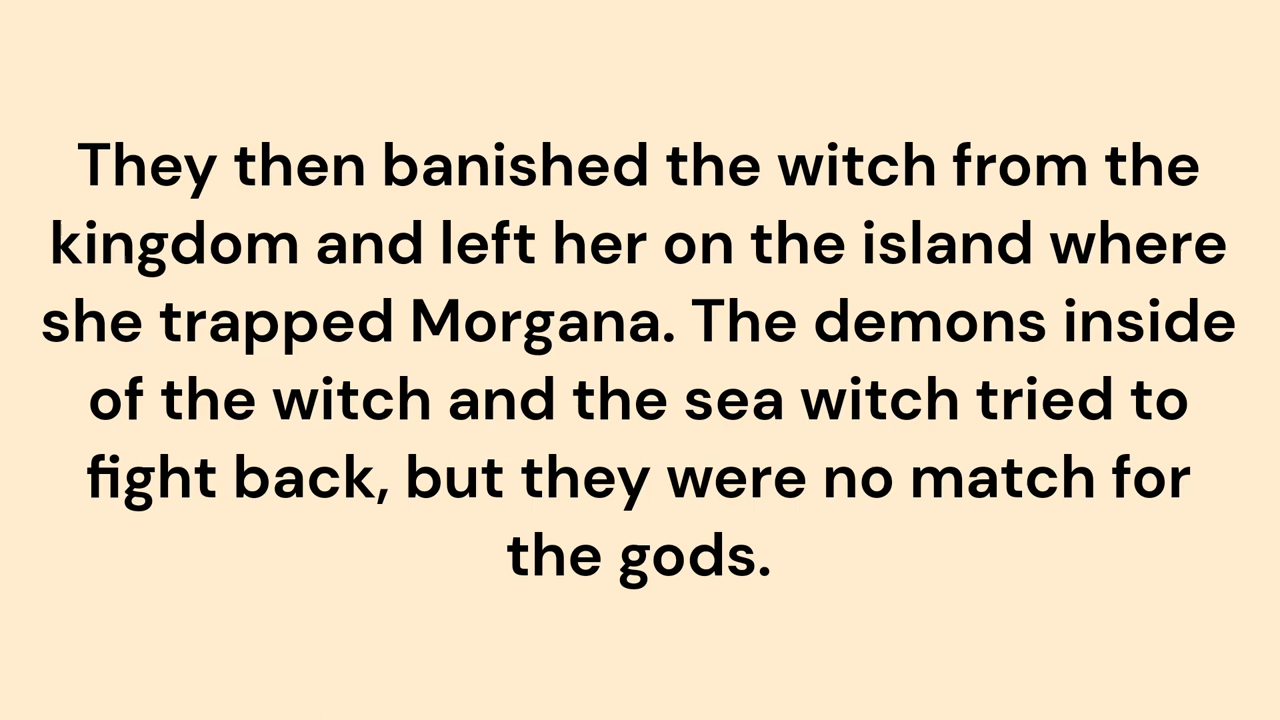 They then banished the witch from the
kingdom and left her on the island where
she trapped Morgana. The demons inside
of the witch and the sea witch tried to
fight back, but they were no match for
the gods.